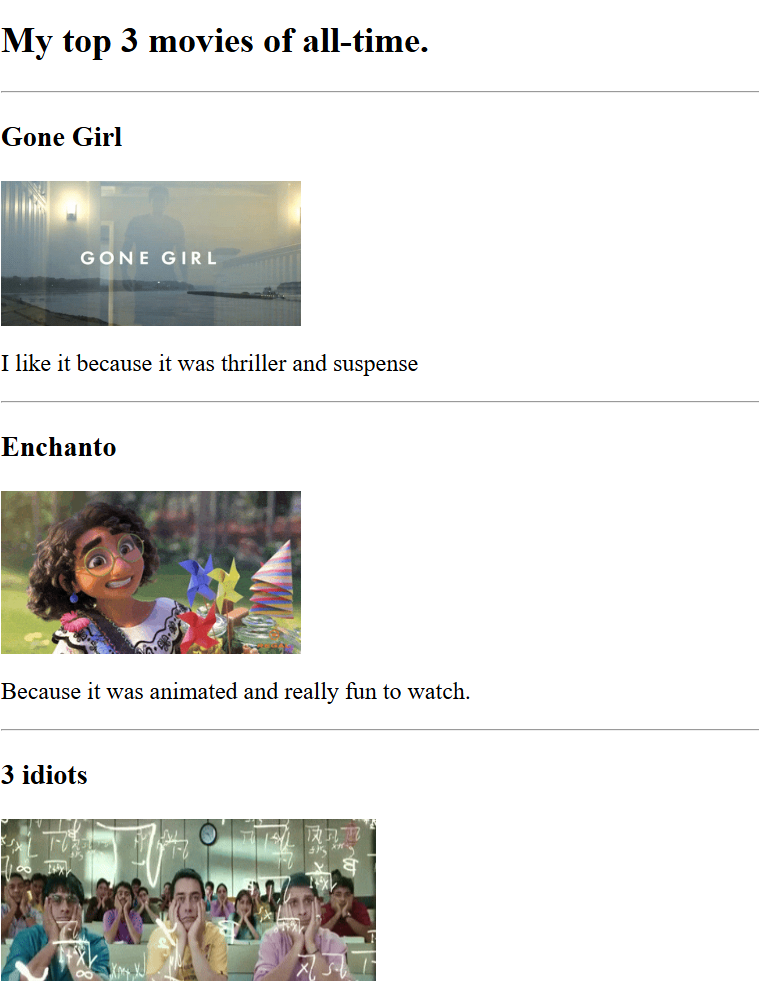 My top 3 movies of all-time.
Gone Girl
GONE GIRL
I like it because it was thriller and suspense
Enchanto
Because it was animated and really fun to watch.
3 idiots